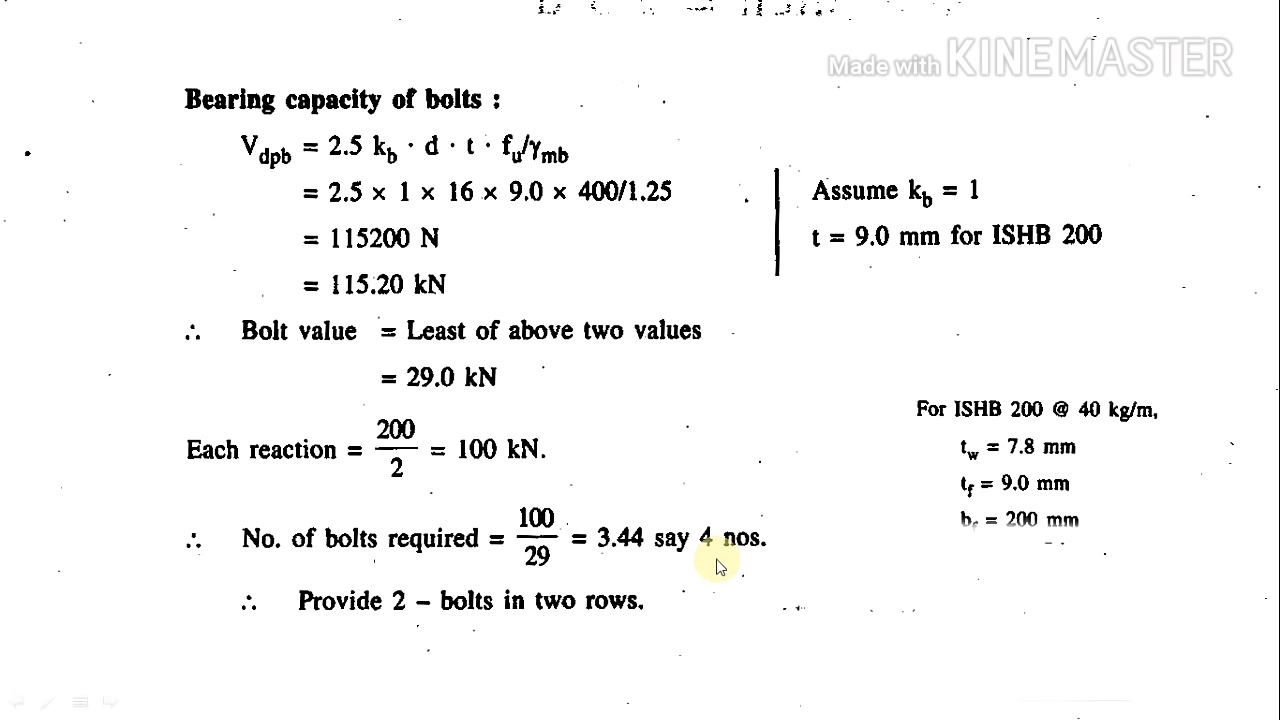 Made with KINEMASTER
Bearing capacity of bolts :
V_dpb = 2.5 k_b · d · t · f_u/γ_mb
= 2.5 × 1 × 16 × 9.0 × 400/1.25
= 115200 N
= 115.20 kN
Assume k_b = 1
t = 9.0 mm for ISHB 200
∴ Bolt value = Least of above two values
= 29.0 kN
Each reaction = 200/2 = 100 kN.
∴ No. of bolts required = 100/29 = 3.44 say 4 nos.
∴ Provide 2 – bolts in two rows.
For ISHB 200 @ 40 kg/m,
t_w = 7.8 mm
t_f = 9.0 mm
b_f = 200 mm